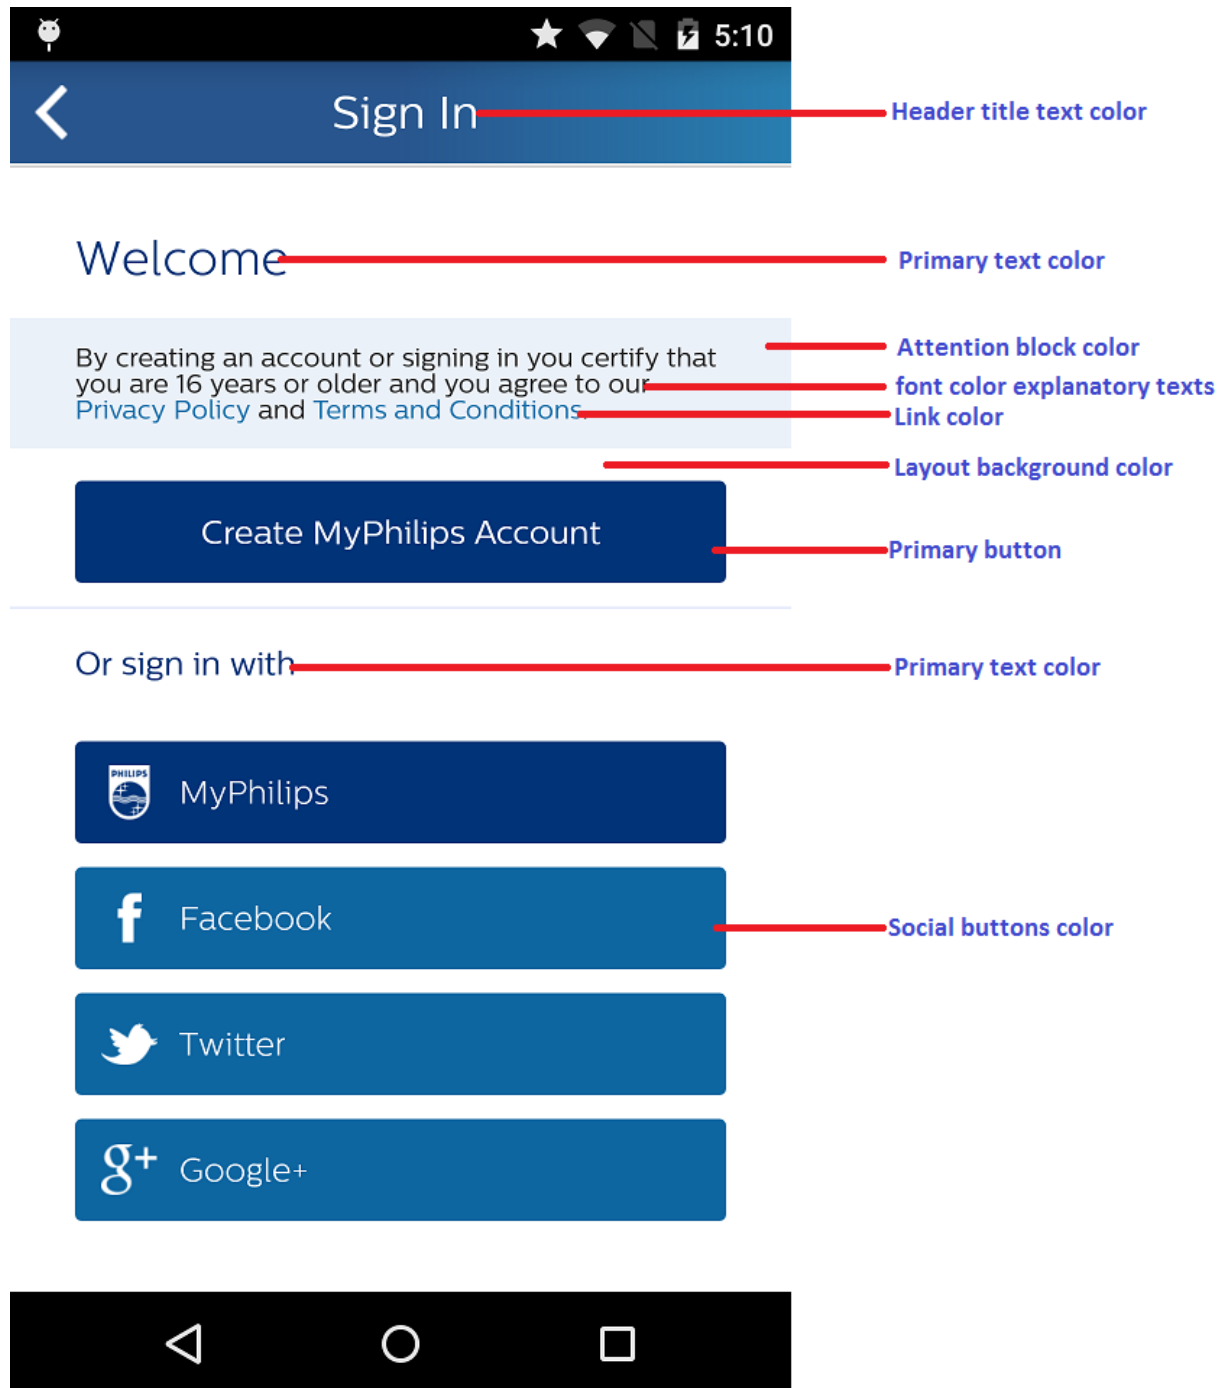 5:10
Sign In
Header title text color
Welcome
Primary text color
Attention block color
By creating an account or signing in you certify that
you are 16 years or older and you agree to our
font color explanatory texts
Privacy Policy and Terms and Conditions.
Link color
Layout background color
Create MyPhilips Account
Primary button
Or sign in with
Primary text color
PHILIPS
MyPhilips
f Facebook
Social buttons color
Twitter
g+ Google+